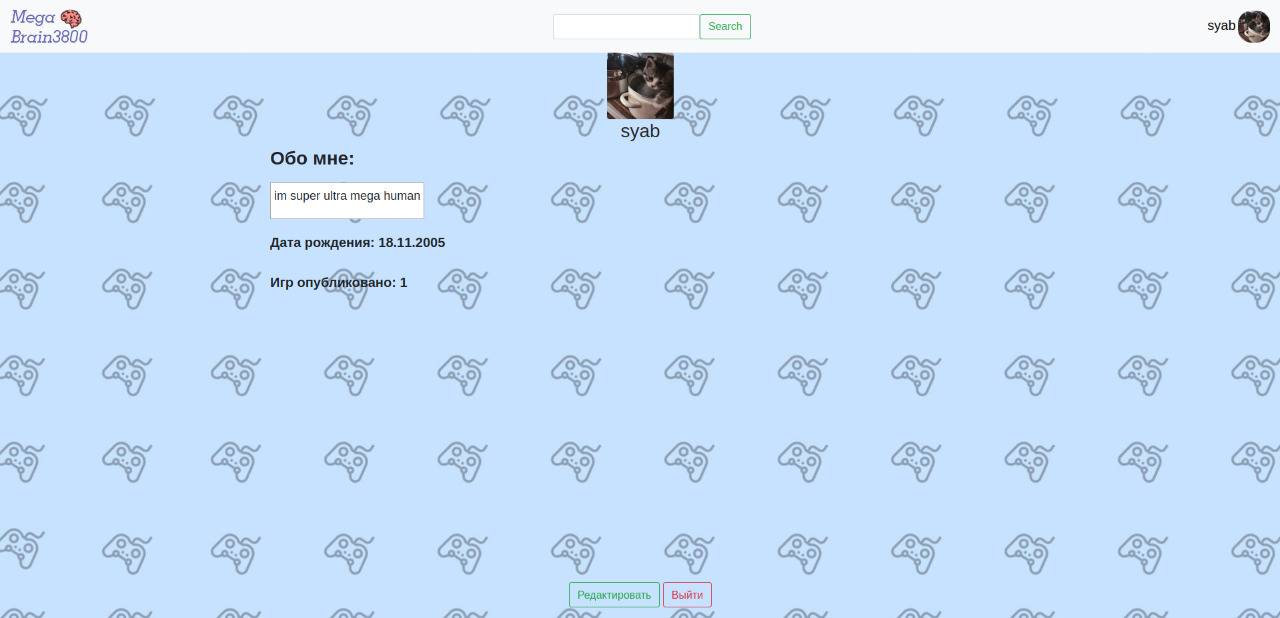 Mega
Brain3800
Search
syab
syab
Обо мне:
im super ultra mega human
Дата рождения: 18.11.2005
Игр опубликовано: 1
Редактировать
Выйти